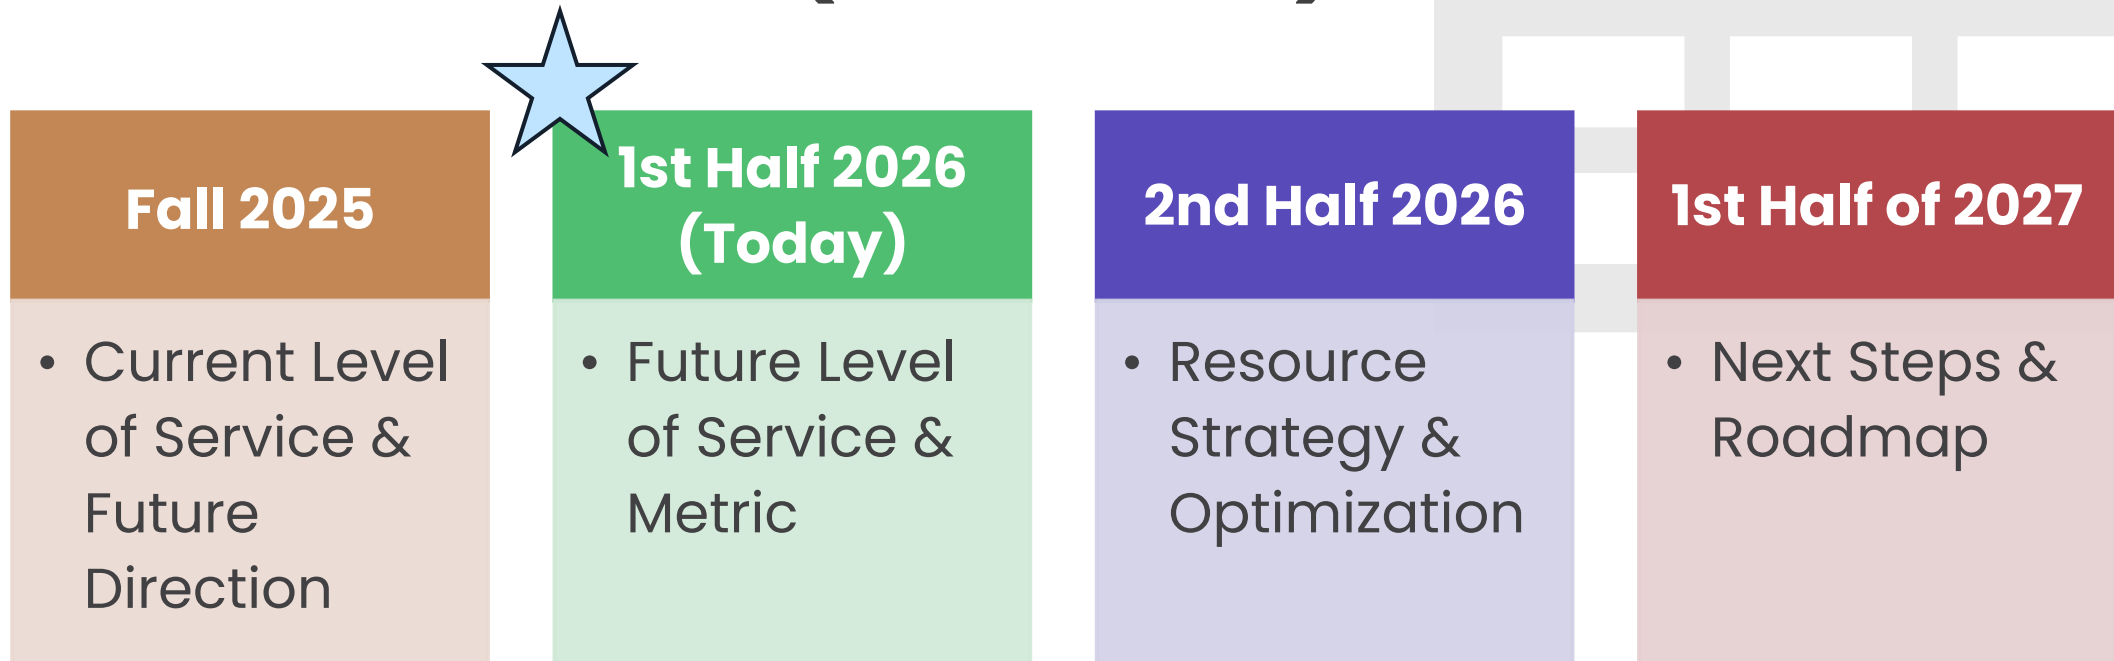 Fall 2025
• Current Level
of Service &
Future
Direction
1st Half 2026
(Today)
• Future Level
of Service &
Metric
2nd Half 2026
• Resource
Strategy &
Optimization
1st Half of 2027
• Next Steps &
Roadmap